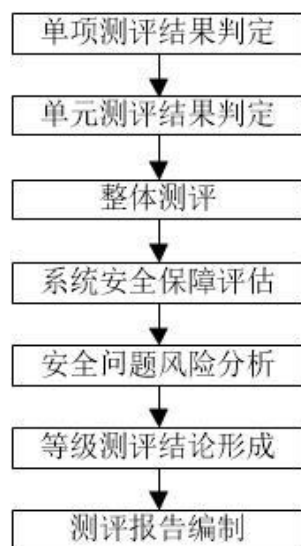 单项测评结果判定
单元测评结果判定
整体测评
系统安全保障评估
安全问题风险分析
等级测评结论形成
测评报告编制